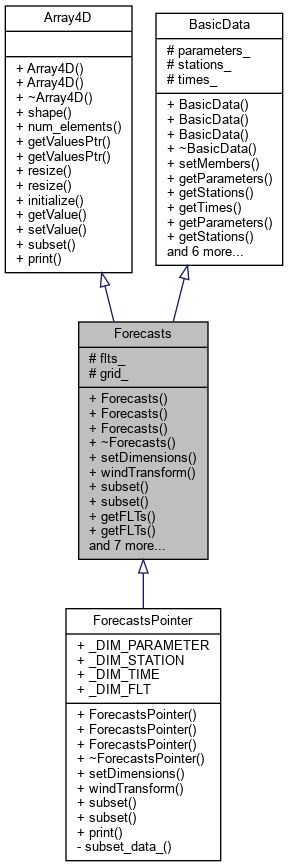 Array4D
+ Array4D()
+ Array4D()
+ ~Array4D()
+ shape()
+ num_elements()
+ getValuesPtr()
+ getValuesPtr()
+ resize()
+ resize()
+ initialize()
+ getValue()
+ setValue()
+ subset()
+ print()
BasicData
# parameters_
# stations_
# times_
+ BasicData()
+ BasicData()
+ BasicData()
+ ~BasicData()
+ setMembers()
+ getParameters()
+ getStations()
+ getTimes()
+ getParameters()
+ getStations()
and 6 more...
Forecasts
# flts_
# grid_
+ Forecasts()
+ Forecasts()
+ Forecasts()
+ ~Forecasts()
+ setDimensions()
+ windTransform()
+ subset()
+ subset()
+ getFLTs()
+ getFLTs()
and 7 more...
ForecastsPointer
+ _DIM_PARAMETER
+ _DIM_STATION
+ _DIM_TIME
+ _DIM_FLT
+ ForecastsPointer()
+ ForecastsPointer()
+ ForecastsPointer()
+ ~ForecastsPointer()
+ setDimensions()
+ windTransform()
+ subset()
+ subset()
+ print()
- subset_data_()